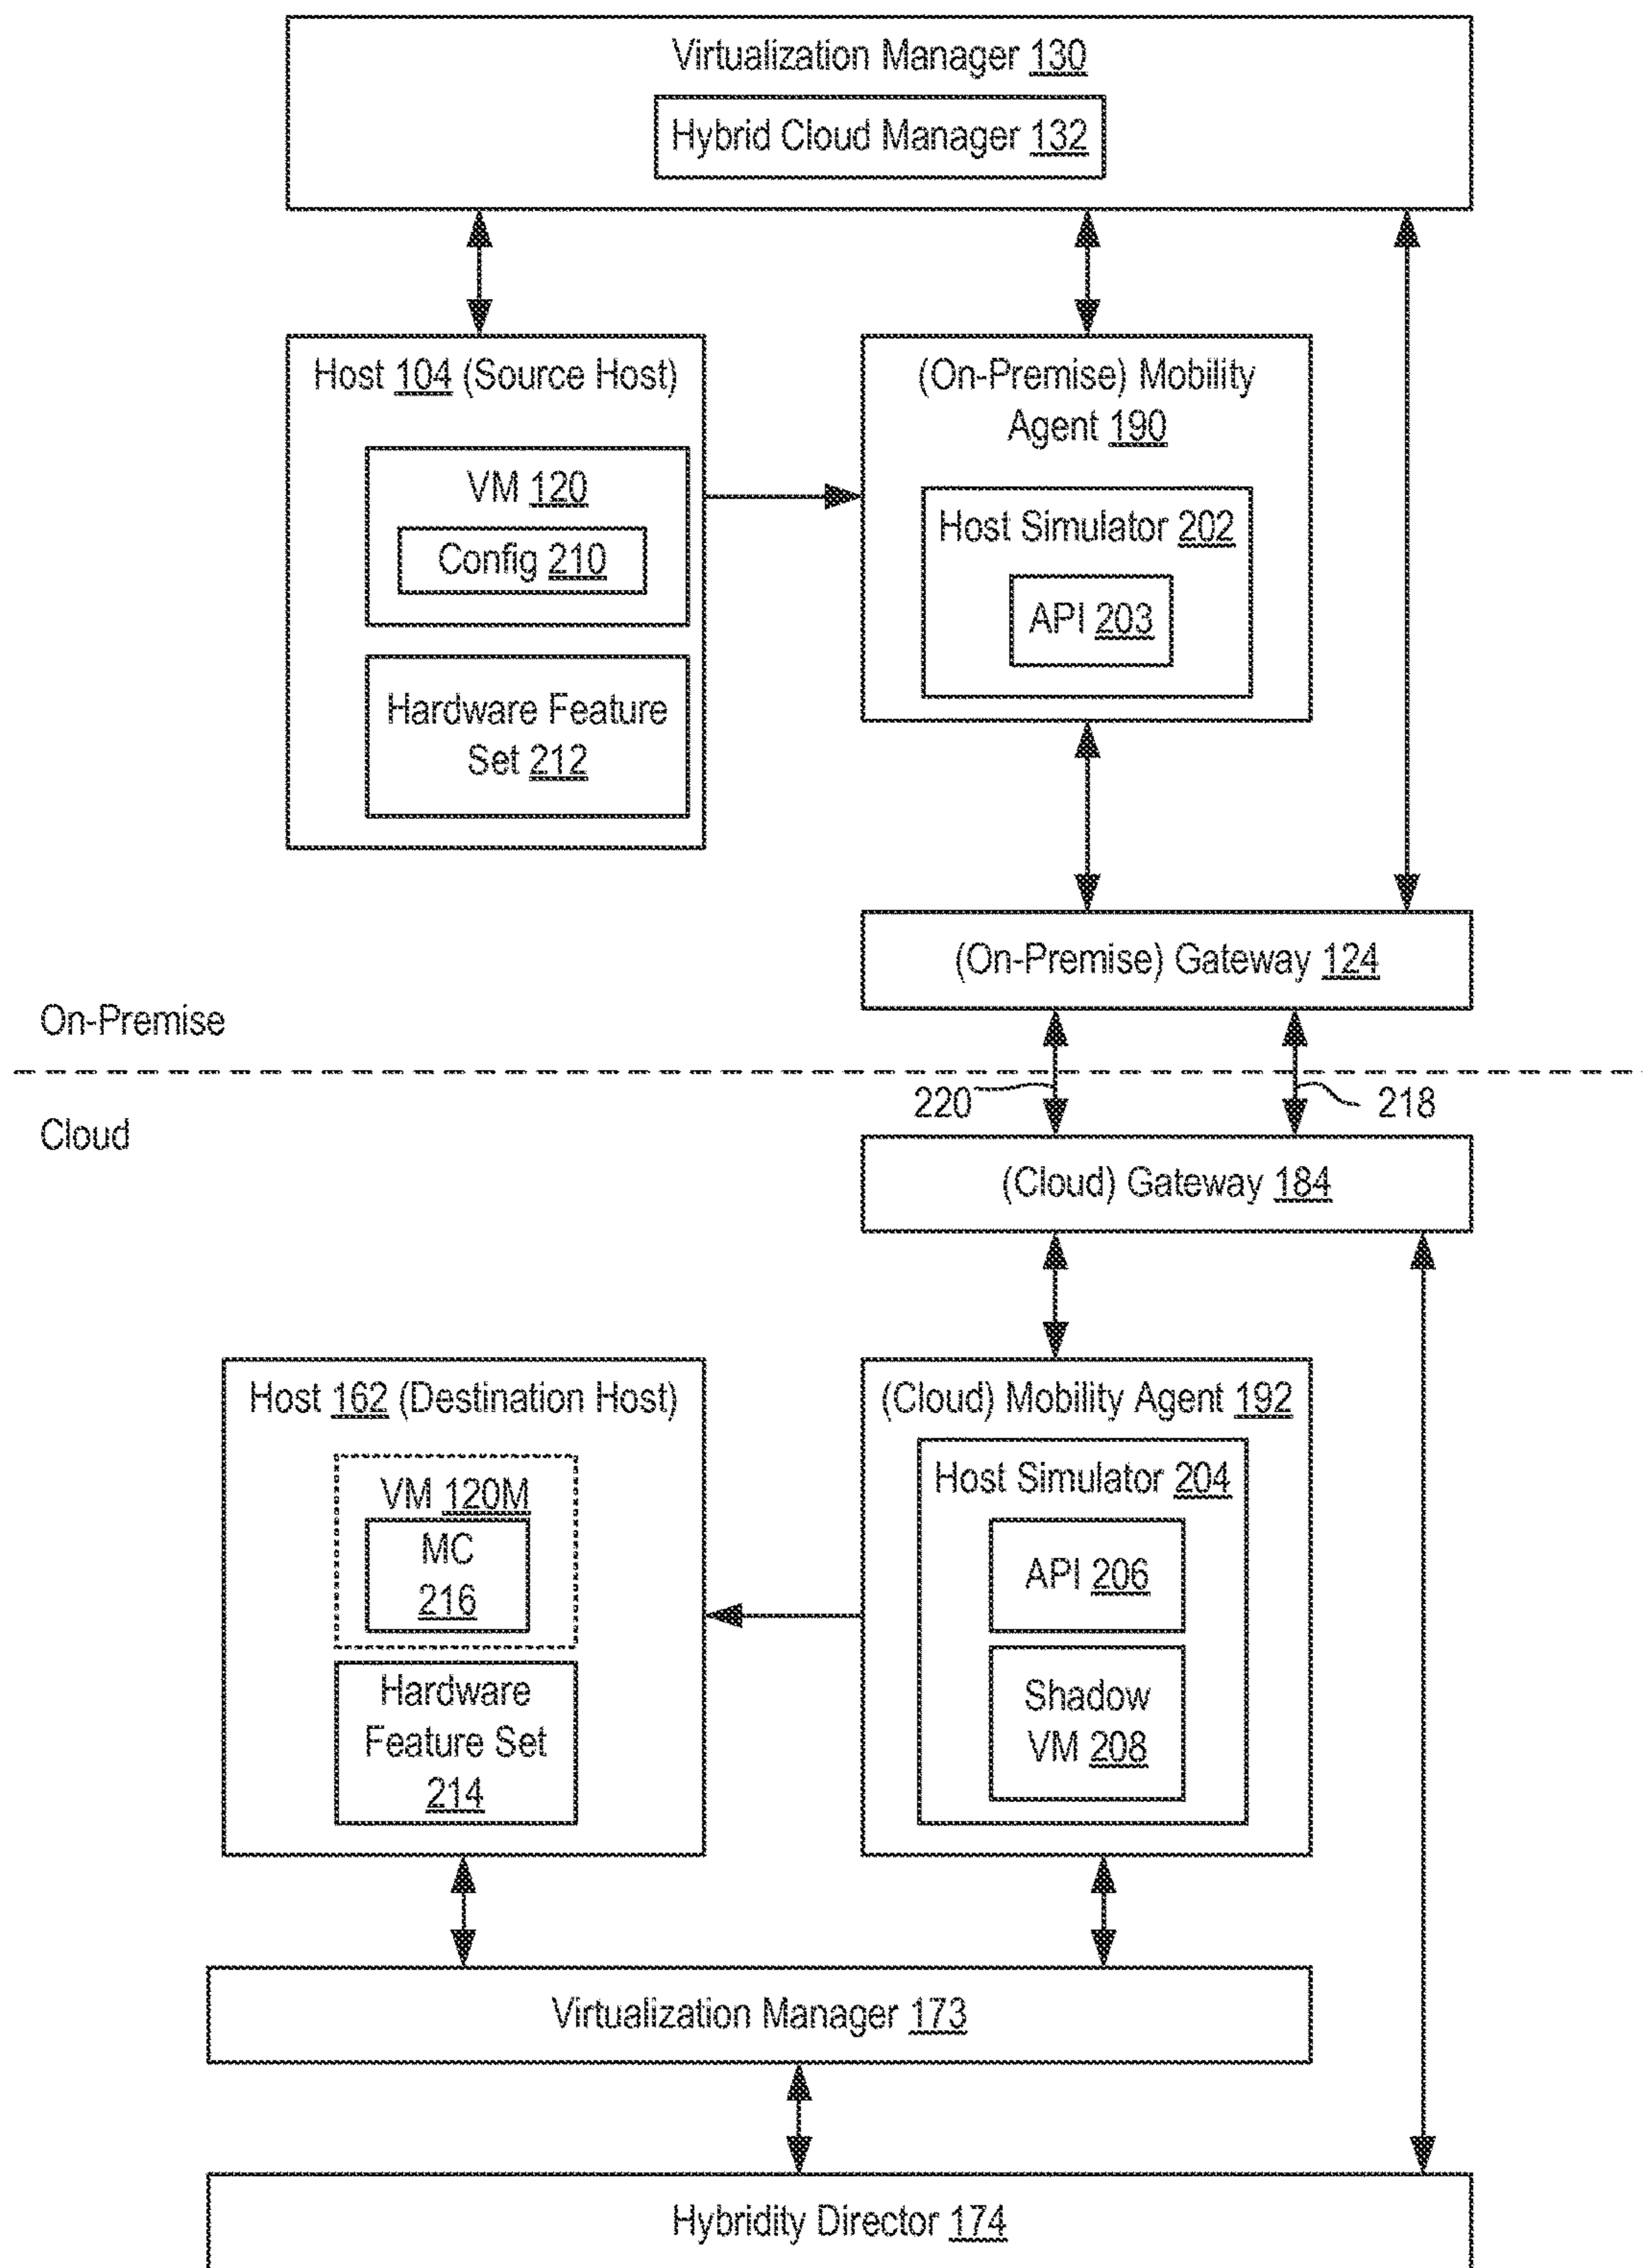 Virtualization Manager 130
Hybrid Cloud Manager 132
Host 104 (Source Host)
VM 120
Config 210
Hardware Feature
Set 212
(On-Premise) Mobility
Agent 190
Host Simulator 202
API 203
(On-Premise) Gateway 124
On-Premise
220
218
Cloud
(Cloud) Gateway 184
Host 162 (Destination Host)
VM 120M
MC
216
Hardware
Feature Set
214
(Cloud) Mobility Agent 192
Host Simulator 204
API 206
Shadow
VM 208
Virtualization Manager 173
Hybridity Director 174